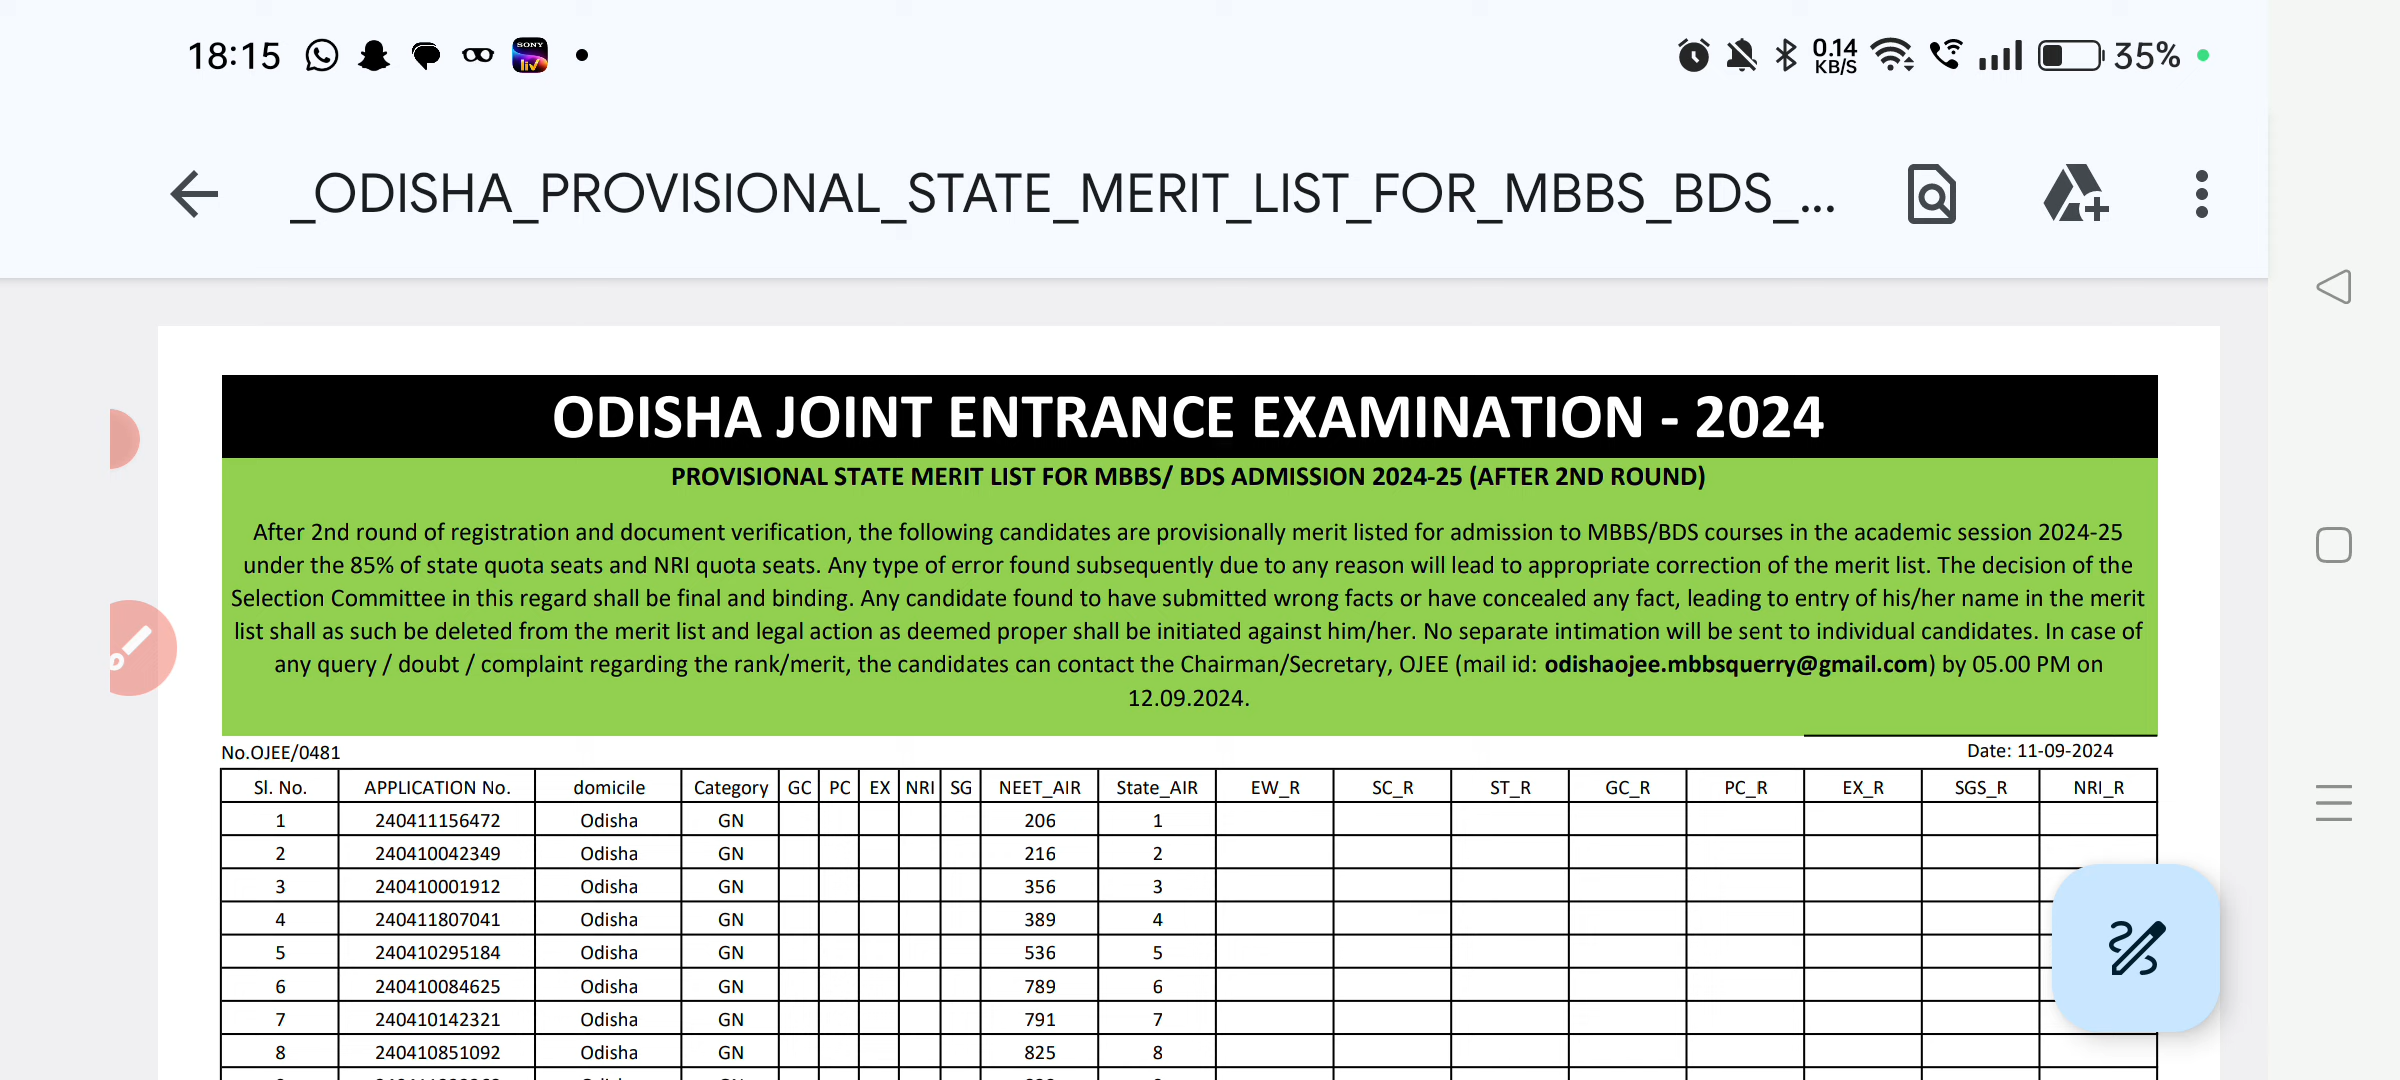 18:15 SONY liv 0.14 KB/S 35%
_ODISHA_PROVISIONAL_STATE_MERIT_LIST_FOR_MBBS_BDS_...
ODISHA JOINT ENTRANCE EXAMINATION - 2024
PROVISIONAL STATE MERIT LIST FOR MBBS/ BDS ADMISSION 2024-25 (AFTER 2ND ROUND)
After 2nd round of registration and document verification, the following candidates are provisionally merit listed for admission to MBBS/BDS courses in the academic session 2024-25
under the 85% of state quota seats and NRI quota seats. Any type of error found subsequently due to any reason will lead to appropriate correction of the merit list. The decision of the
Selection Committee in this regard shall be final and binding. Any candidate found to have submitted wrong facts or have concealed any fact, leading to entry of his/her name in the merit
list shall as such be deleted from the merit list and legal action as deemed proper shall be initiated against him/her. No separate intimation will be sent to individual candidates. In case of
any query / doubt / complaint regarding the rank/merit, the candidates can contact the Chairman/Secretary, OJEE (mail id: odishaojee.mbbsquerry@gmail.com) by 05.00 PM on
12.09.2024.
No.OJEE/0481 Date: 11-09-2024
Sl. No. APPLICATION No. domicile Category GC PC EX NRI SG NEET_AIR State_AIR EW_R SC_R ST_R GC_R PC_R EX_R SGS_R NRI_R
1 240411156472 Odisha GN 206 1
2 240410042349 Odisha GN 216 2
3 240410001912 Odisha GN 356 3
4 240411807041 Odisha GN 389 4
5 240410295184 Odisha GN 536 5
6 240410084625 Odisha GN 789 6
7 240410142321 Odisha GN 791 7
8 240410851092 Odisha GN 825 8